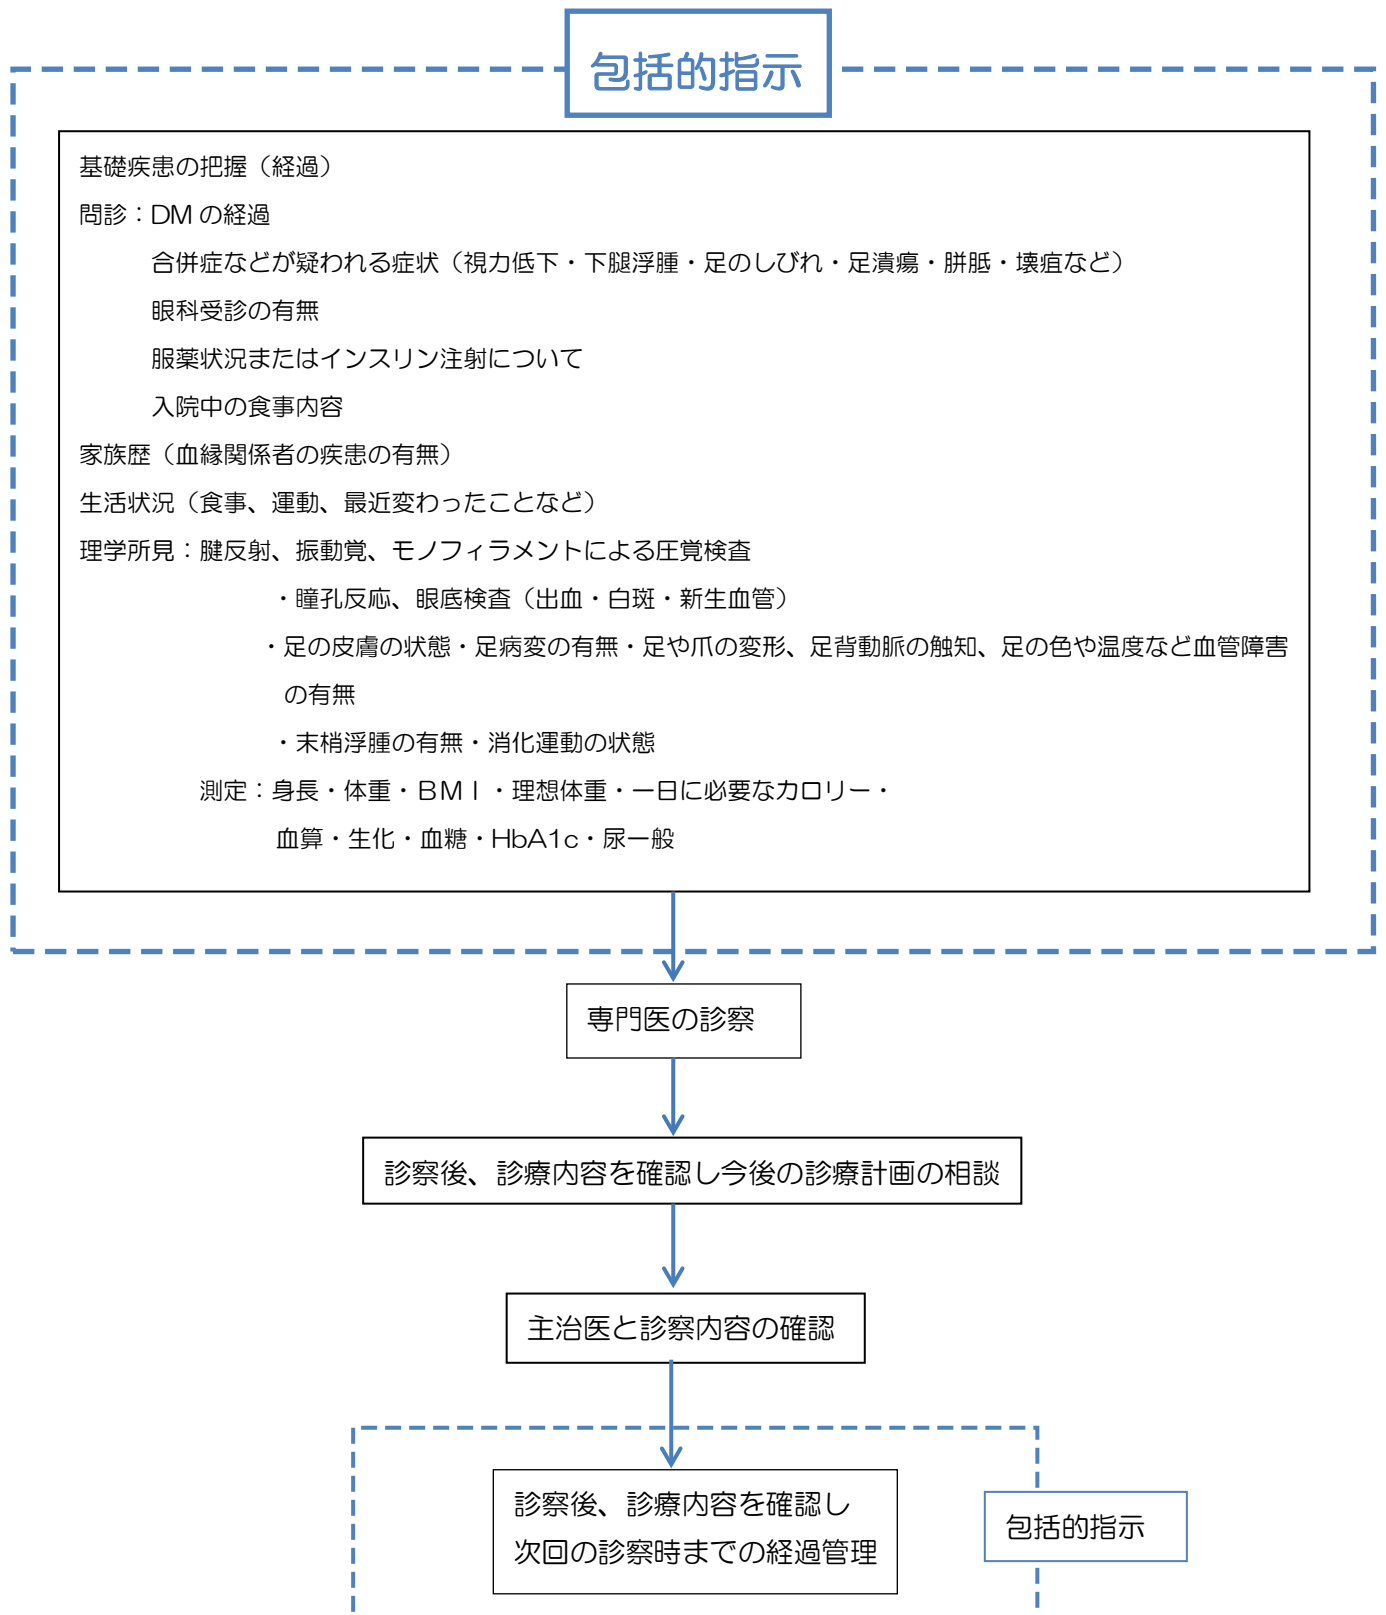 包括的指示
基礎疾患の把握（経過）
問診：DM の経過
合併症などが疑われる症状（視力低下・下腿浮腫・足のしびれ・足潰瘍・胼胝・壊疽など）
眼科受診の有無
服薬状況またはインスリン注射について
入院中の食事内容
家族歴（血縁関係者の疾患の有無）
生活状況（食事、運動、最近変わったことなど）
理学所見：腱反射、振動覚、モノフィラメントによる圧覚検査
・瞳孔反応、眼底検査（出血・白斑・新生血管）
・足の皮膚の状態・足病変の有無・足や爪の変形、足背動脈の触知、足の色や温度など血管障害
の有無
・末梢浮腫の有無・消化運動の状態
測定：身長・体重・ＢＭＩ・理想体重・一日に必要なカロリー・
血算・生化・血糖・HbA1c・尿一般
専門医の診察
診察後、診療内容を確認し今後の診療計画の相談
主治医と診察内容の確認
診察後、診療内容を確認し
次回の診察時までの経過管理
包括的指示